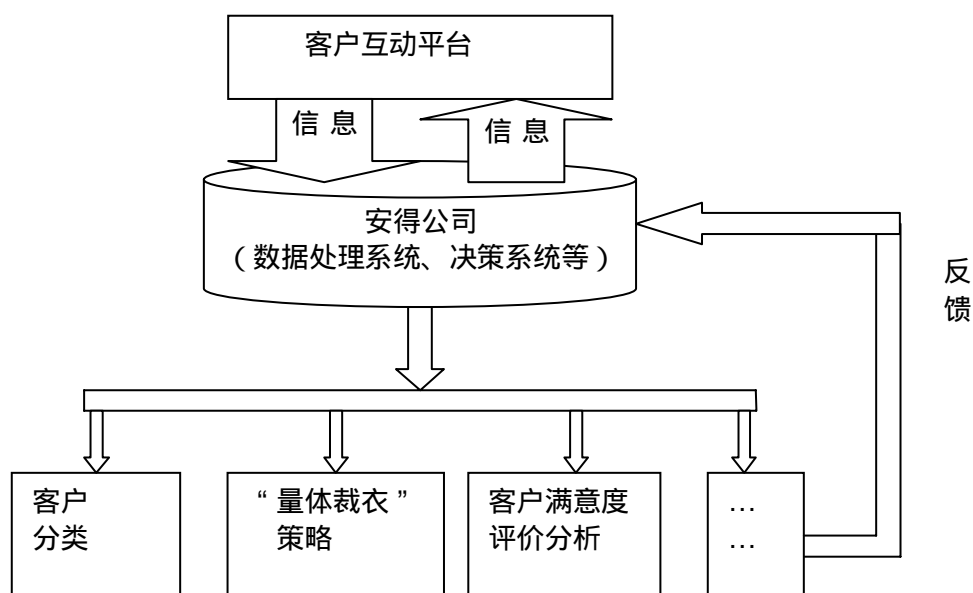 客户互动平台
信 息
信 息
安得公司
（数据处理系统、决策系统等）
反
馈
客户
分类
“量体裁衣”
策略
客户满意度
评价分析
…
…